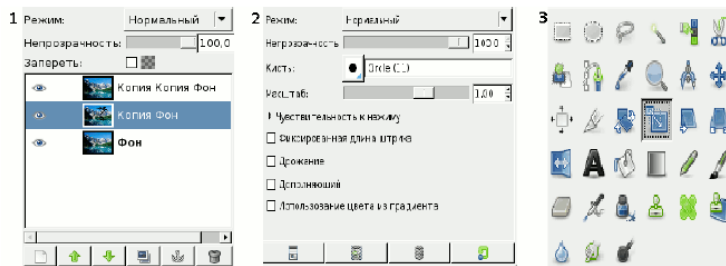 1
Режим: Нормальный
Непрозрачность: 100,0
Запереть:
Копия Копия Фон
Копия Фон
Фон
2
Режим: Нормальный
Непрозрачность 100,0
Кисть: Circle (11)
Масштаб: 1,00
Чувствительность к нажиму
Фиксированная длина штриха
Дрожание
Дополняющий
Использование цвета из градиента
3